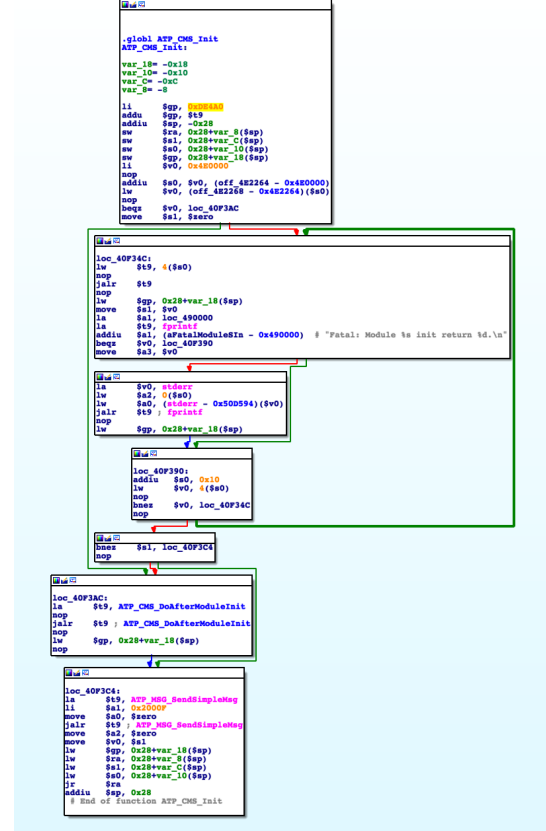 .globl ATP_CMS_Init
ATP_CMS_Init:
var_18= -0x18
var_10= -0x10
var_C= -0xC
var_8= -8
li $gp, 0xDE4A0
addu $gp, $t9
addiu $sp, -0x28
sw $ra, 0x28+var_8($sp)
sw $s1, 0x28+var_C($sp)
sw $s0, 0x28+var_10($sp)
sw $gp, 0x28+var_18($sp)
li $v0, 0x4E0000
nop
addiu $s0, $v0, (off_4E2264 - 0x4E0000)
lw $v0, (off_4E2268 - 0x4E2264)($s0)
nop
beqz $v0, loc_40F3AC
move $s1, $zero
loc_40F34C:
lw $t9, 4($s0)
nop
jalr $t9
nop
lw $gp, 0x28+var_18($sp)
move $s1, $v0
la $a1, loc_490000
la $t9, fprintf
addiu $a1, (aFatalModuleSIn - 0x490000) # "Fatal: Module %s init return %d.\n"
beqz $v0, loc_40F390
move $a3, $v0
la $v0, stderr
lw $a2, 0($s0)
lw $a0, (stderr - 0x50D594)($v0)
jalr $t9 ; fprintf
nop
lw $gp, 0x28+var_18($sp)
loc_40F390:
addiu $s0, 0x10
lw $v0, 4($s0)
nop
bnez $v0, loc_40F34C
nop
bnez $s1, loc_40F3C4
nop
loc_40F3AC:
la $t9, ATP_CMS_DoAfterModuleInit
nop
jalr $t9 ; ATP_CMS_DoAfterModuleInit
nop
lw $gp, 0x28+var_18($sp)
nop
loc_40F3C4:
la $t9, ATP_MSG_SendSimpleMsg
li $a1, 0x2000F
move $a0, $zero
jalr $t9 ; ATP_MSG_SendSimpleMsg
move $a2, $zero
move $v0, $s1
lw $gp, 0x28+var_18($sp)
lw $ra, 0x28+var_8($sp)
lw $s1, 0x28+var_C($sp)
lw $s0, 0x28+var_10($sp)
jr $ra
addiu $sp, 0x28
# End of function ATP_CMS_Init